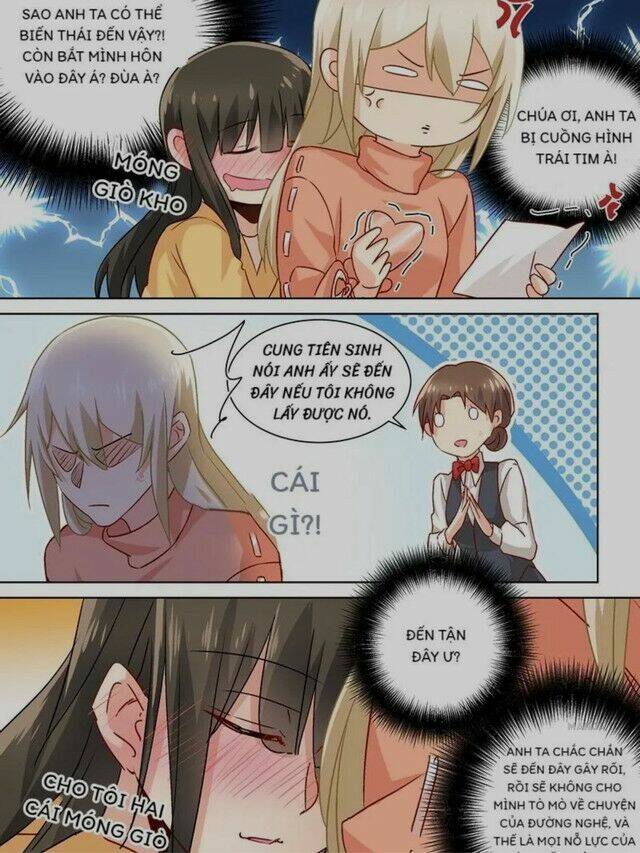 SAO ANH TA CÓ THỂ
BIẾN THÁI ĐẾN VẬY?!
CÒN BẮT MÌNH HÔN
VÀO ĐÂY Á? ĐÙA À?
CHÚA ƠI, ANH TA
BỊ CUỒNG HÌNH
TRÁI TIM À!
MÓNG
GIÒ KHO
CUNG TIÊN SINH
NÓI ANH ẤY SẼ ĐẾN
ĐÂY NẾU TÔI KHÔNG
LẤY ĐƯỢC NÓ.
CÁI
GÌ?!
ĐẾN TẬN
ĐÂY Ư?
ANH TA CHẮC CHẮN
SẼ ĐẾN ĐÂY GÂY RỐI,
RỒI SẼ KHÔNG CHO
MÌNH TÒ MÒ VỀ CHUYỆN
CỦA ĐƯỜNG NGHỆ, VÀ
THẾ LÀ MỌI NỖ LỰC CỦA
CHO TÔI HAI
CÁI MÓNG GIÒ